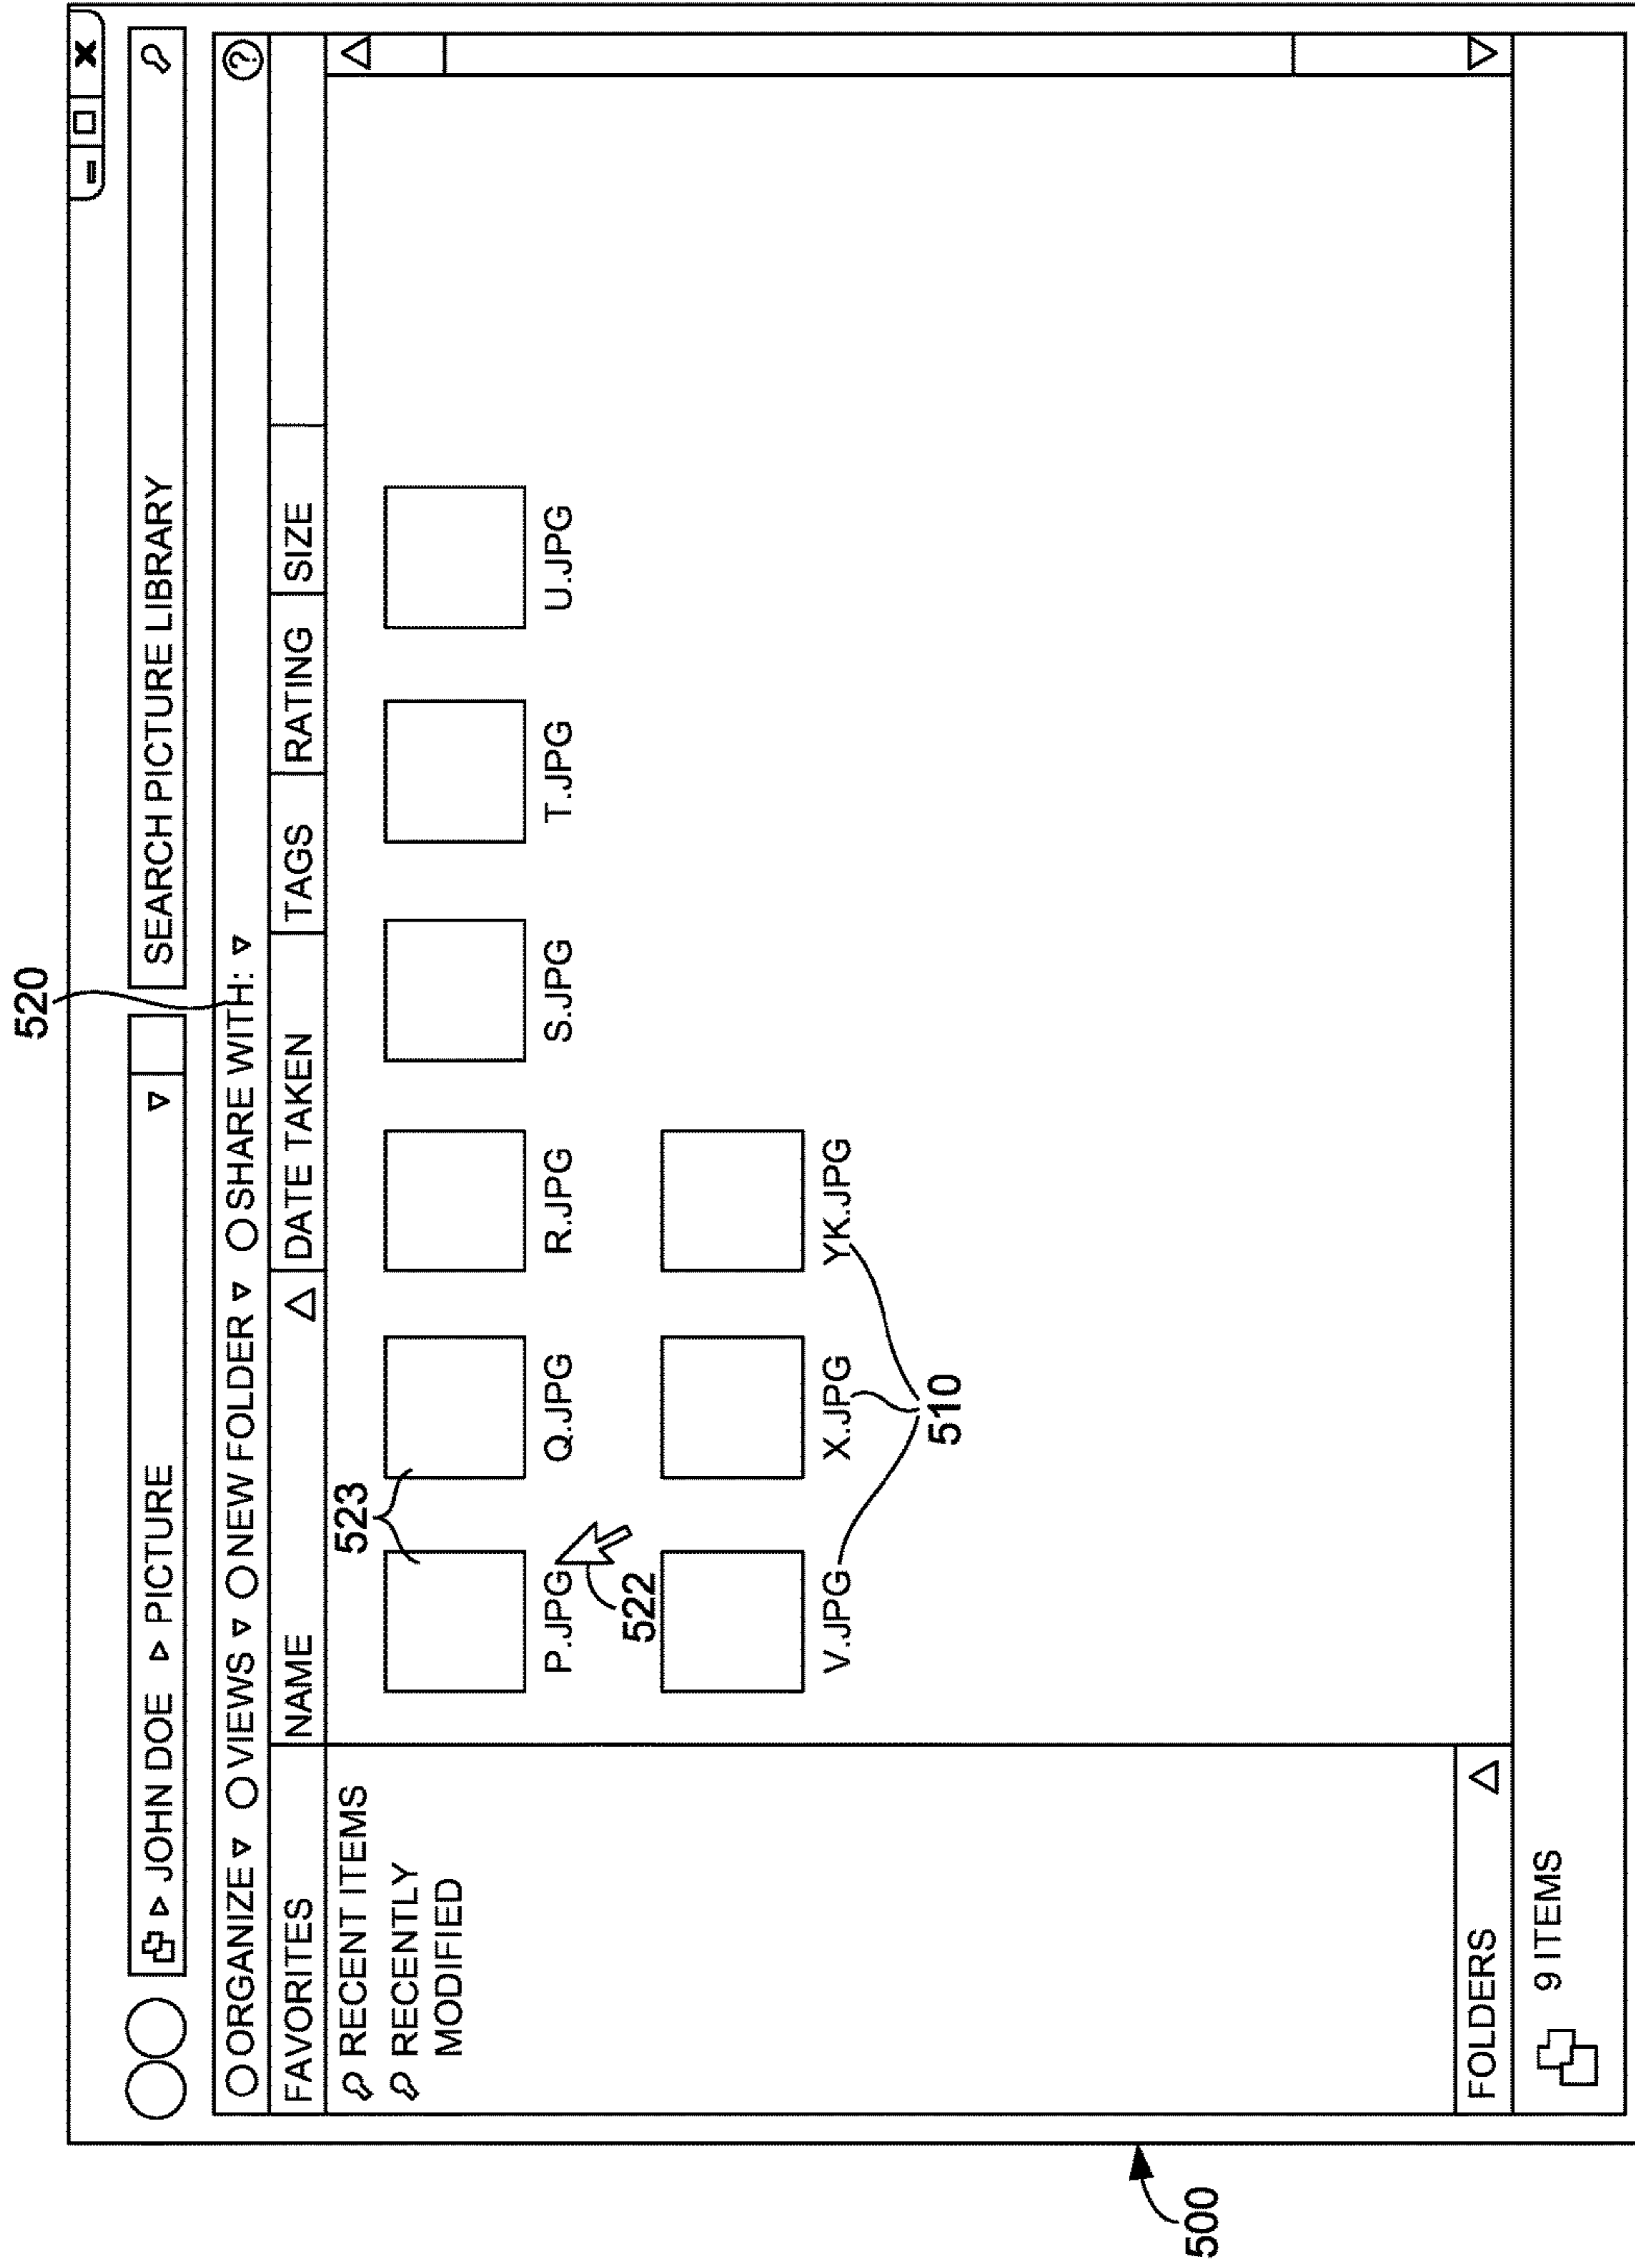 520
JOHN DOE PICTURE
SEARCH PICTURE LIBRARY
ORGANIZE VIEWS NEW FOLDER SHARE WITH: ?
FAVORITES NAME DATE TAKEN TAGS RATING SIZE
RECENT ITEMS
RECENTLY
MODIFIED
523
P.JPG Q.JPG R.JPG S.JPG T.JPG U.JPG
522
V.JPG X.JPG YK.JPG
510
FOLDERS
9 ITEMS
500